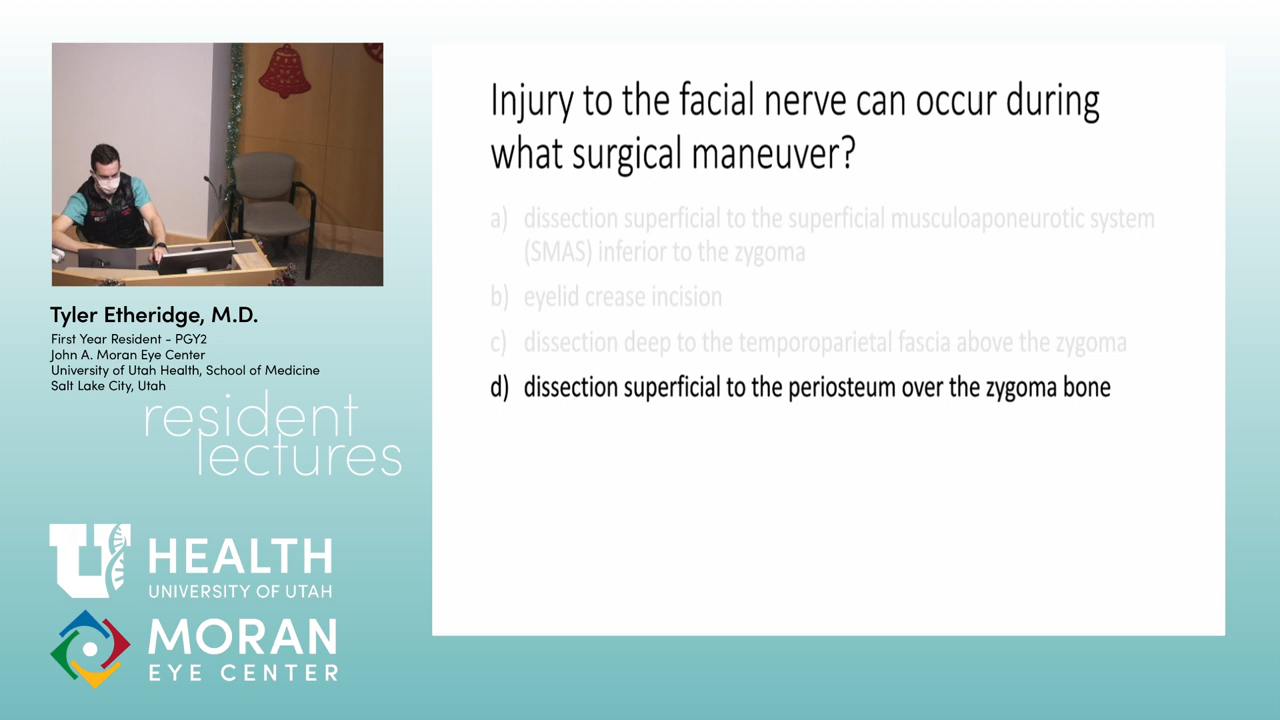 Injury to the facial nerve can occur during
what surgical maneuver?
a) dissection superficial to the superficial musculoaponeurotic system
(SMAS) inferior to the zygoma
b) eyelid crease incision
c) dissection deep to the temporoparietal fascia above the zygoma
d) dissection superficial to the periosteum over the zygoma bone
Tyler Etheridge, M.D.
First Year Resident - PGY2
John A. Moran Eye Center
University of Utah Health, School of Medicine
Salt Lake City, Utah
resident
lectures
U HEALTH
UNIVERSITY OF UTAH
MORAN
EYE CENTER